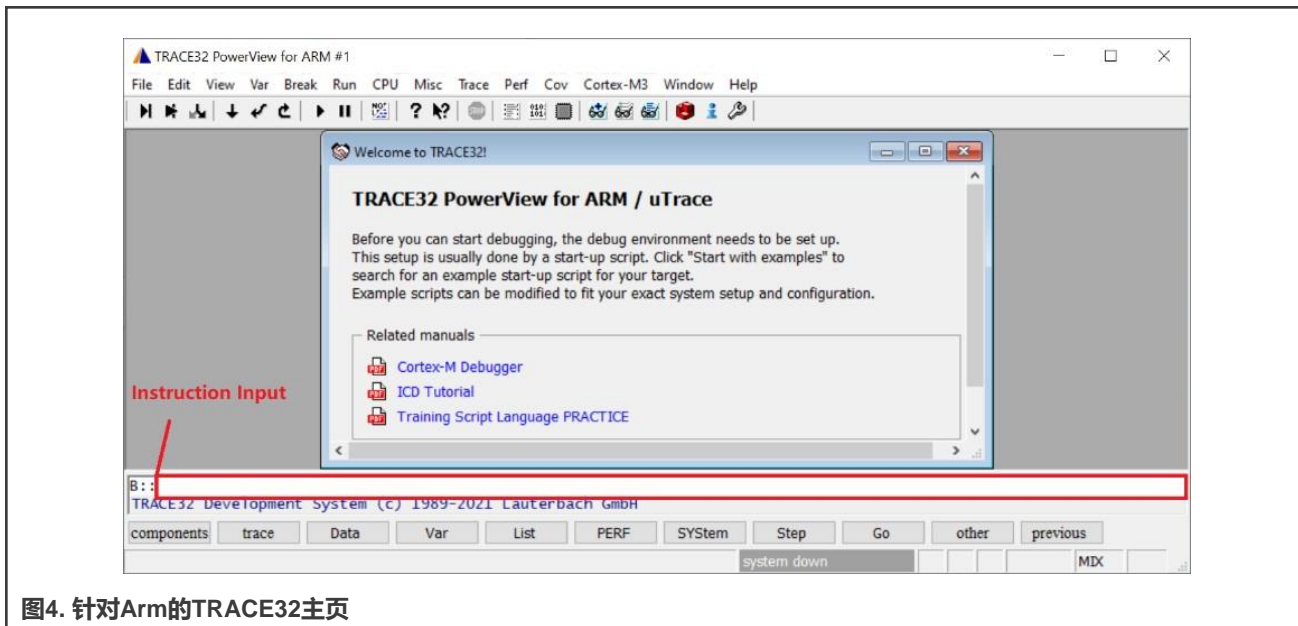 TRACE32 PowerView for ARM #1
File Edit View Var Break Run CPU Misc Trace Perf Cov Cortex-M3 Window Help
Welcome to TRACE32!
TRACE32 PowerView for ARM / uTrace
Before you can start debugging, the debug environment needs to be set up.
This setup is usually done by a start-up script. Click "Start with examples" to
search for an example start-up script for your target.
Example scripts can be modified to fit your exact system setup and configuration.
Related manuals
Cortex-M Debugger
ICD Tutorial
Training Script Language PRACTICE
Instruction Input
B::
TRACE32 Development System (c) 1989-2021 Lauterbach GmbH
components trace Data Var List PERF SYStem Step Go other previous
system down MIX
图4. 针对Arm的TRACE32主页